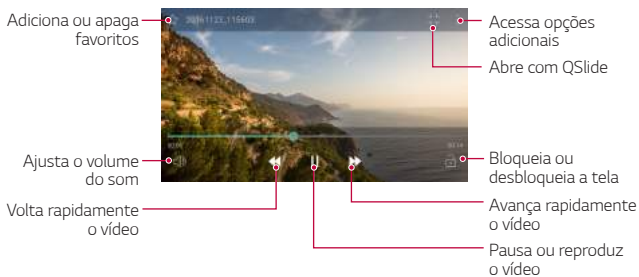 Adiciona ou apaga
favoritos
20161123_115603
Acessa opções
adicionais
Abre com QSlide
Ajusta o volume
do som
Bloqueia ou
desbloqueia a tela
Volta rapidamente
o vídeo
Avança rapidamente
o vídeo
Pausa ou reproduz
o vídeo